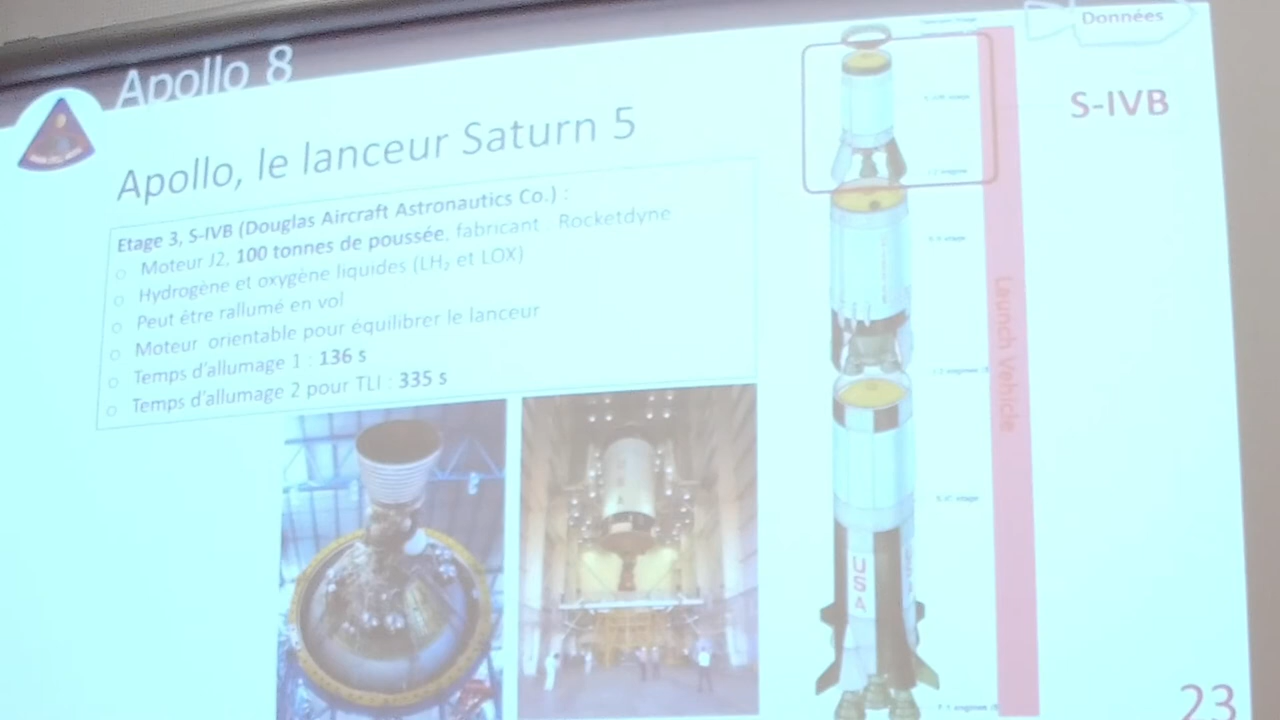 Données
Apollo 8
S-IVB
Apollo, le lanceur Saturn 5
Etage 3, S-IVB (Douglas Aircraft Astronautics Co.) :
o Moteur J2, 100 tonnes de poussée, fabricant : Rocketdyne
o Hydrogène et oxygène liquides (LH₂ et LOX)
o Peut être rallumé en vol
o Moteur orientable pour équilibrer le lanceur
o Temps d'allumage 1 : 136 s
o Temps d'allumage 2 pour TLI : 335 s
Launch Vehicle
USA
23